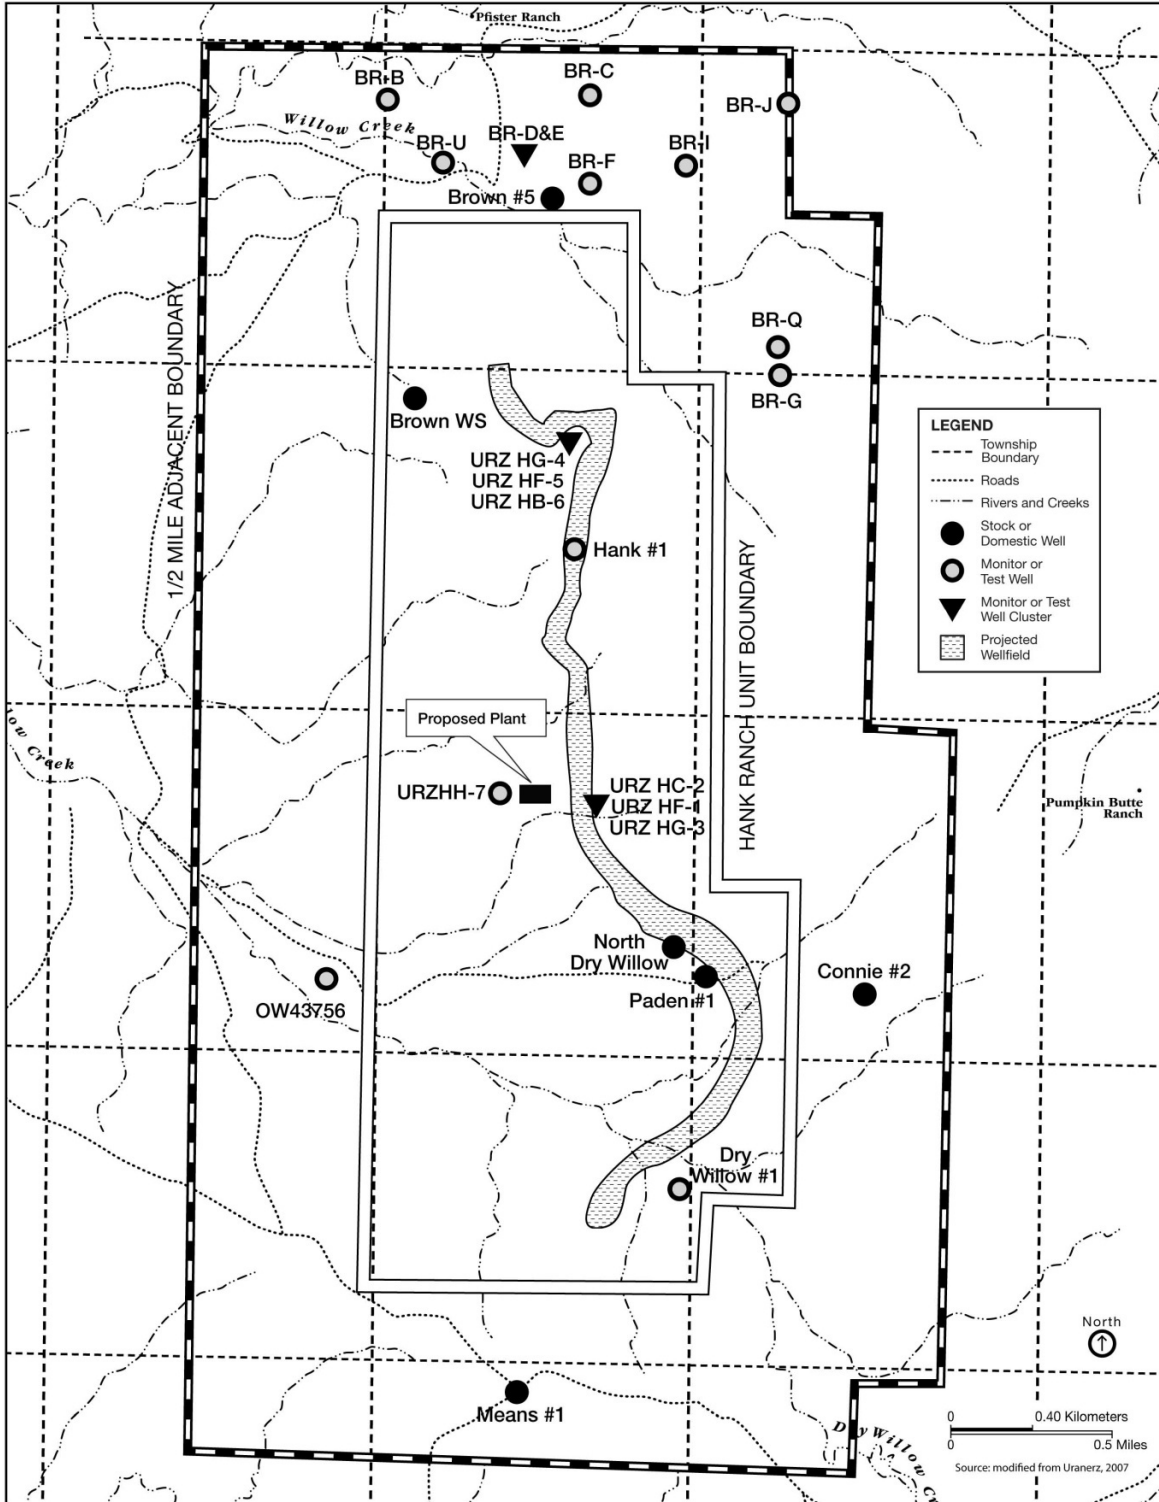 Pfister Ranch
BR-B
BR-C
BR-J
Willow Creek
BR-U
BR-D&E
BR-F
BR-I
Brown #5
1/2 MILE ADJACENT BOUNDARY
BR-Q
BR-G
Brown WS
URZ HG-4
URZ HF-5
URZ HB-6
Hank #1
HANK RANCH UNIT BOUNDARY
LEGEND
Township
Boundary
Roads
Rivers and Creeks
Stock or
Domestic Well
Monitor or
Test Well
Monitor or Test
Well Cluster
Projected
Wellfield
Proposed Plant
low Creek
URZHH-7
URZ HC-2
URZ HF-1
URZ HG-3
Pumpkin Butte
Ranch
North
Dry Willow
Paden #1
Connie #2
OW43756
Dry
Willow #1
North
Means #1
Dry Willow Cr
0 0.40 Kilometers
0 0.5 Miles
Source: modified from Uranerz, 2007